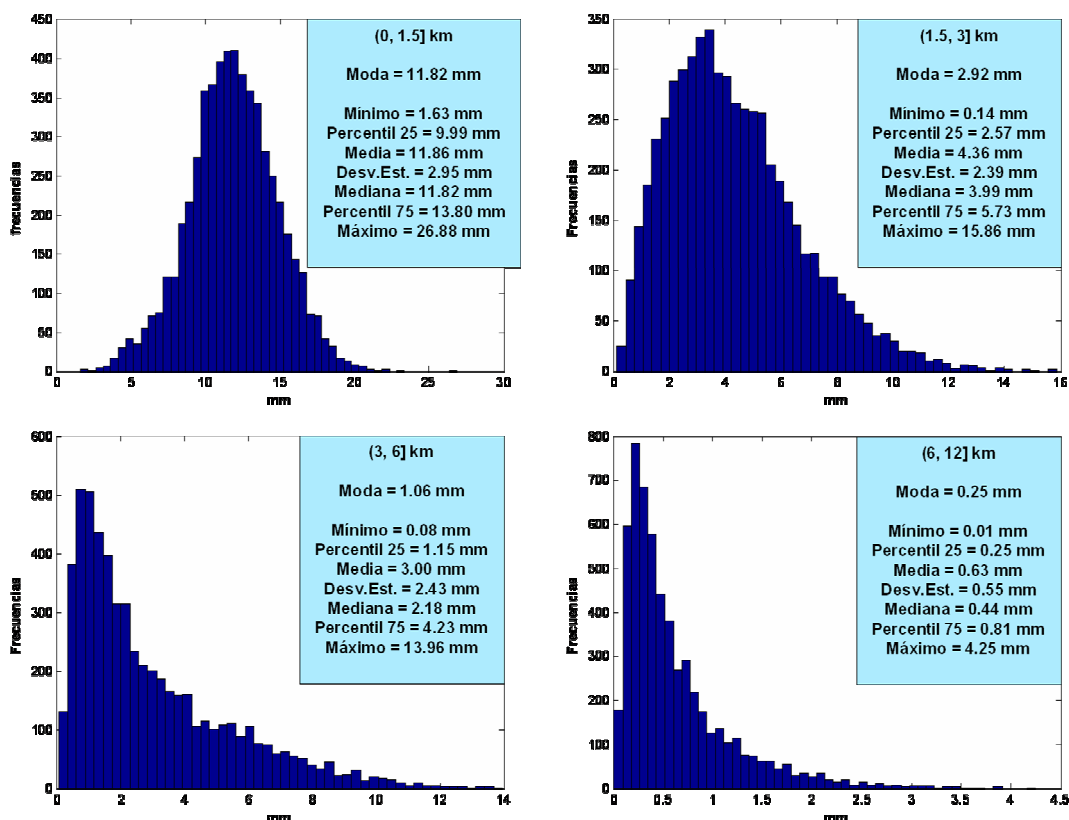 450
400
350
300
250
200
150
100
50
0
frecuencias
0 5 10 15 20 25 30
mm
(0, 1.5] km
Moda = 11.82 mm
Mínimo = 1.63 mm
Percentil 25 = 9.99 mm
Media = 11.86 mm
Desv.Est. = 2.95 mm
Mediana = 11.82 mm
Percentil 75 = 13.80 mm
Máximo = 26.88 mm
350
300
250
200
150
100
50
0
Frecuencias
0 2 4 6 8 10 12 14 16
mm
(1.5, 3] km
Moda = 2.92 mm
Mínimo = 0.14 mm
Percentil 25 = 2.57 mm
Media = 4.36 mm
Desv.Est. = 2.39 mm
Mediana = 3.99 mm
Percentil 75 = 5.73 mm
Máximo = 15.86 mm
600
500
400
300
200
100
0
Frecuencias
0 2 4 6 8 10 12 14
mm
(3, 6] km
Moda = 1.06 mm
Mínimo = 0.08 mm
Percentil 25 = 1.15 mm
Media = 3.00 mm
Desv.Est. = 2.43 mm
Mediana = 2.18 mm
Percentil 75 = 4.23 mm
Máximo = 13.96 mm
800
700
600
500
400
300
200
100
0
Frecuencias
0 0.5 1 1.5 2 2.5 3 3.5 4 4.5
mm
(6, 12] km
Moda = 0.25 mm
Mínimo = 0.01 mm
Percentil 25 = 0.25 mm
Media = 0.63 mm
Desv.Est. = 0.55 mm
Mediana = 0.44 mm
Percentil 75 = 0.81 mm
Máximo = 4.25 mm